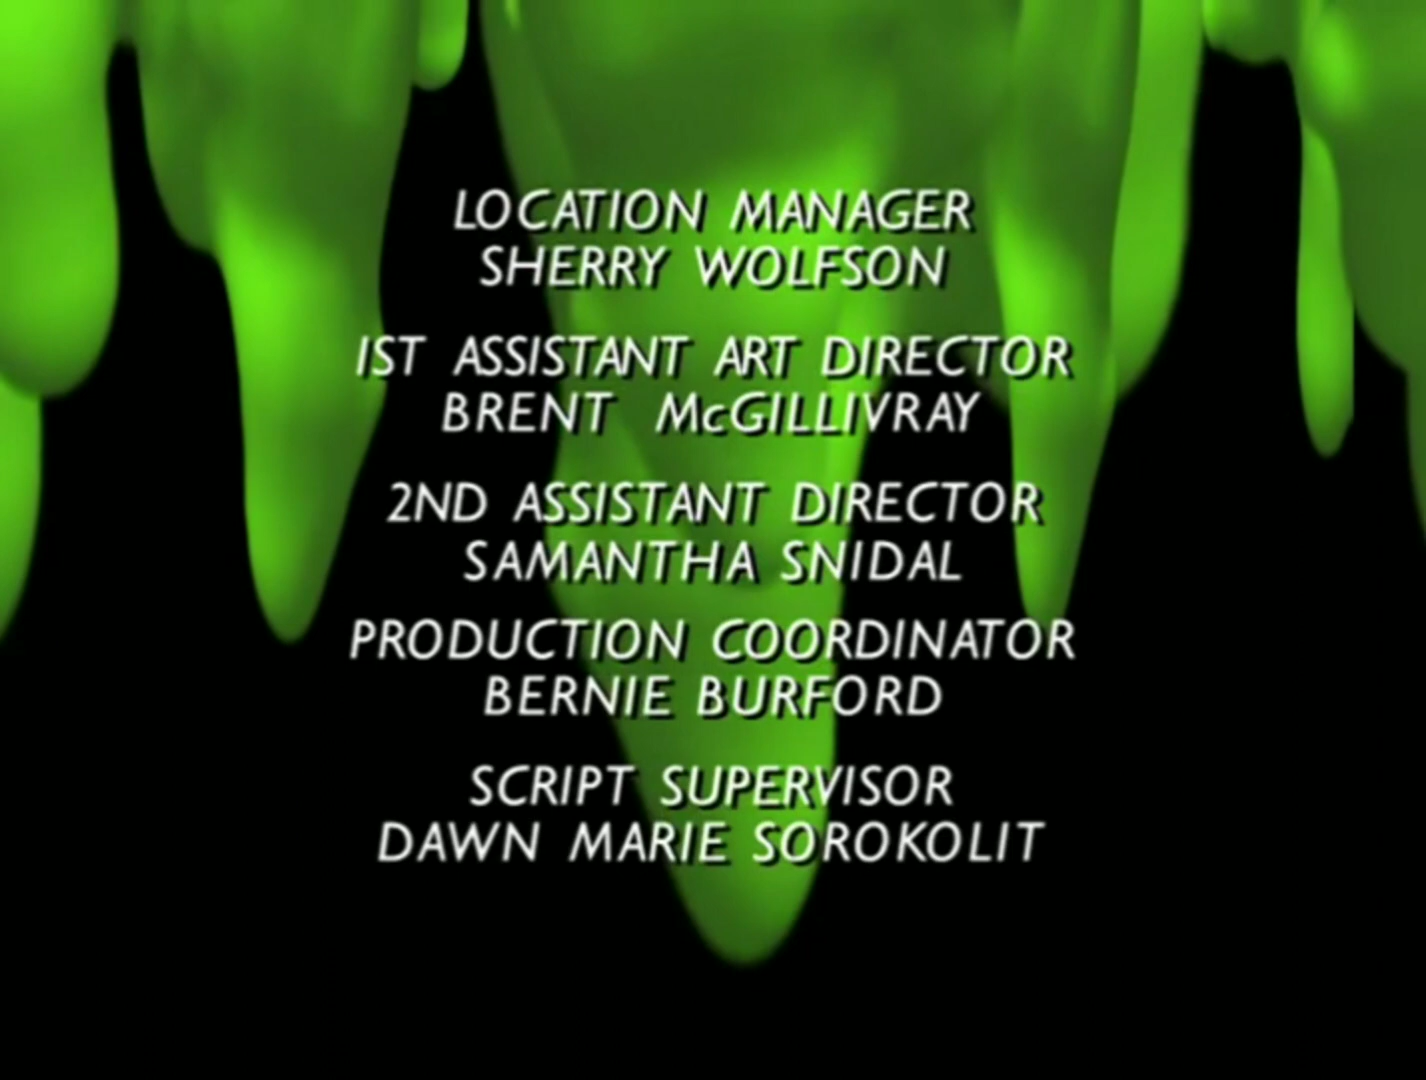 LOCATION MANAGER
SHERRY WOLFSON
1ST ASSISTANT ART DIRECTOR
BRENT McGILLIVRAY
2ND ASSISTANT DIRECTOR
SAMANTHA SNIDAL
PRODUCTION COORDINATOR
BERNIE BURFORD
SCRIPT SUPERVISOR
DAWN MARIE SOROKOLIT